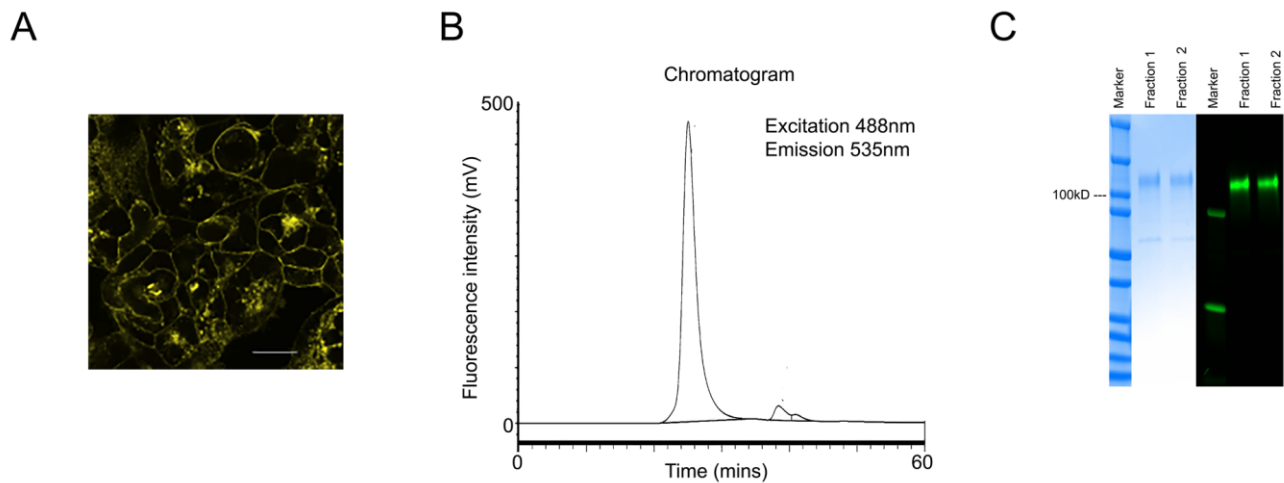 A
B
C
Chromatogram
Excitation 488nm
Emission 535nm
500
0
Fluorescence intensity (mV)
0
60
Time (mins)
Marker
Fraction 1
Fraction 2
Marker
Fraction 1
Fraction 2
100kD ---